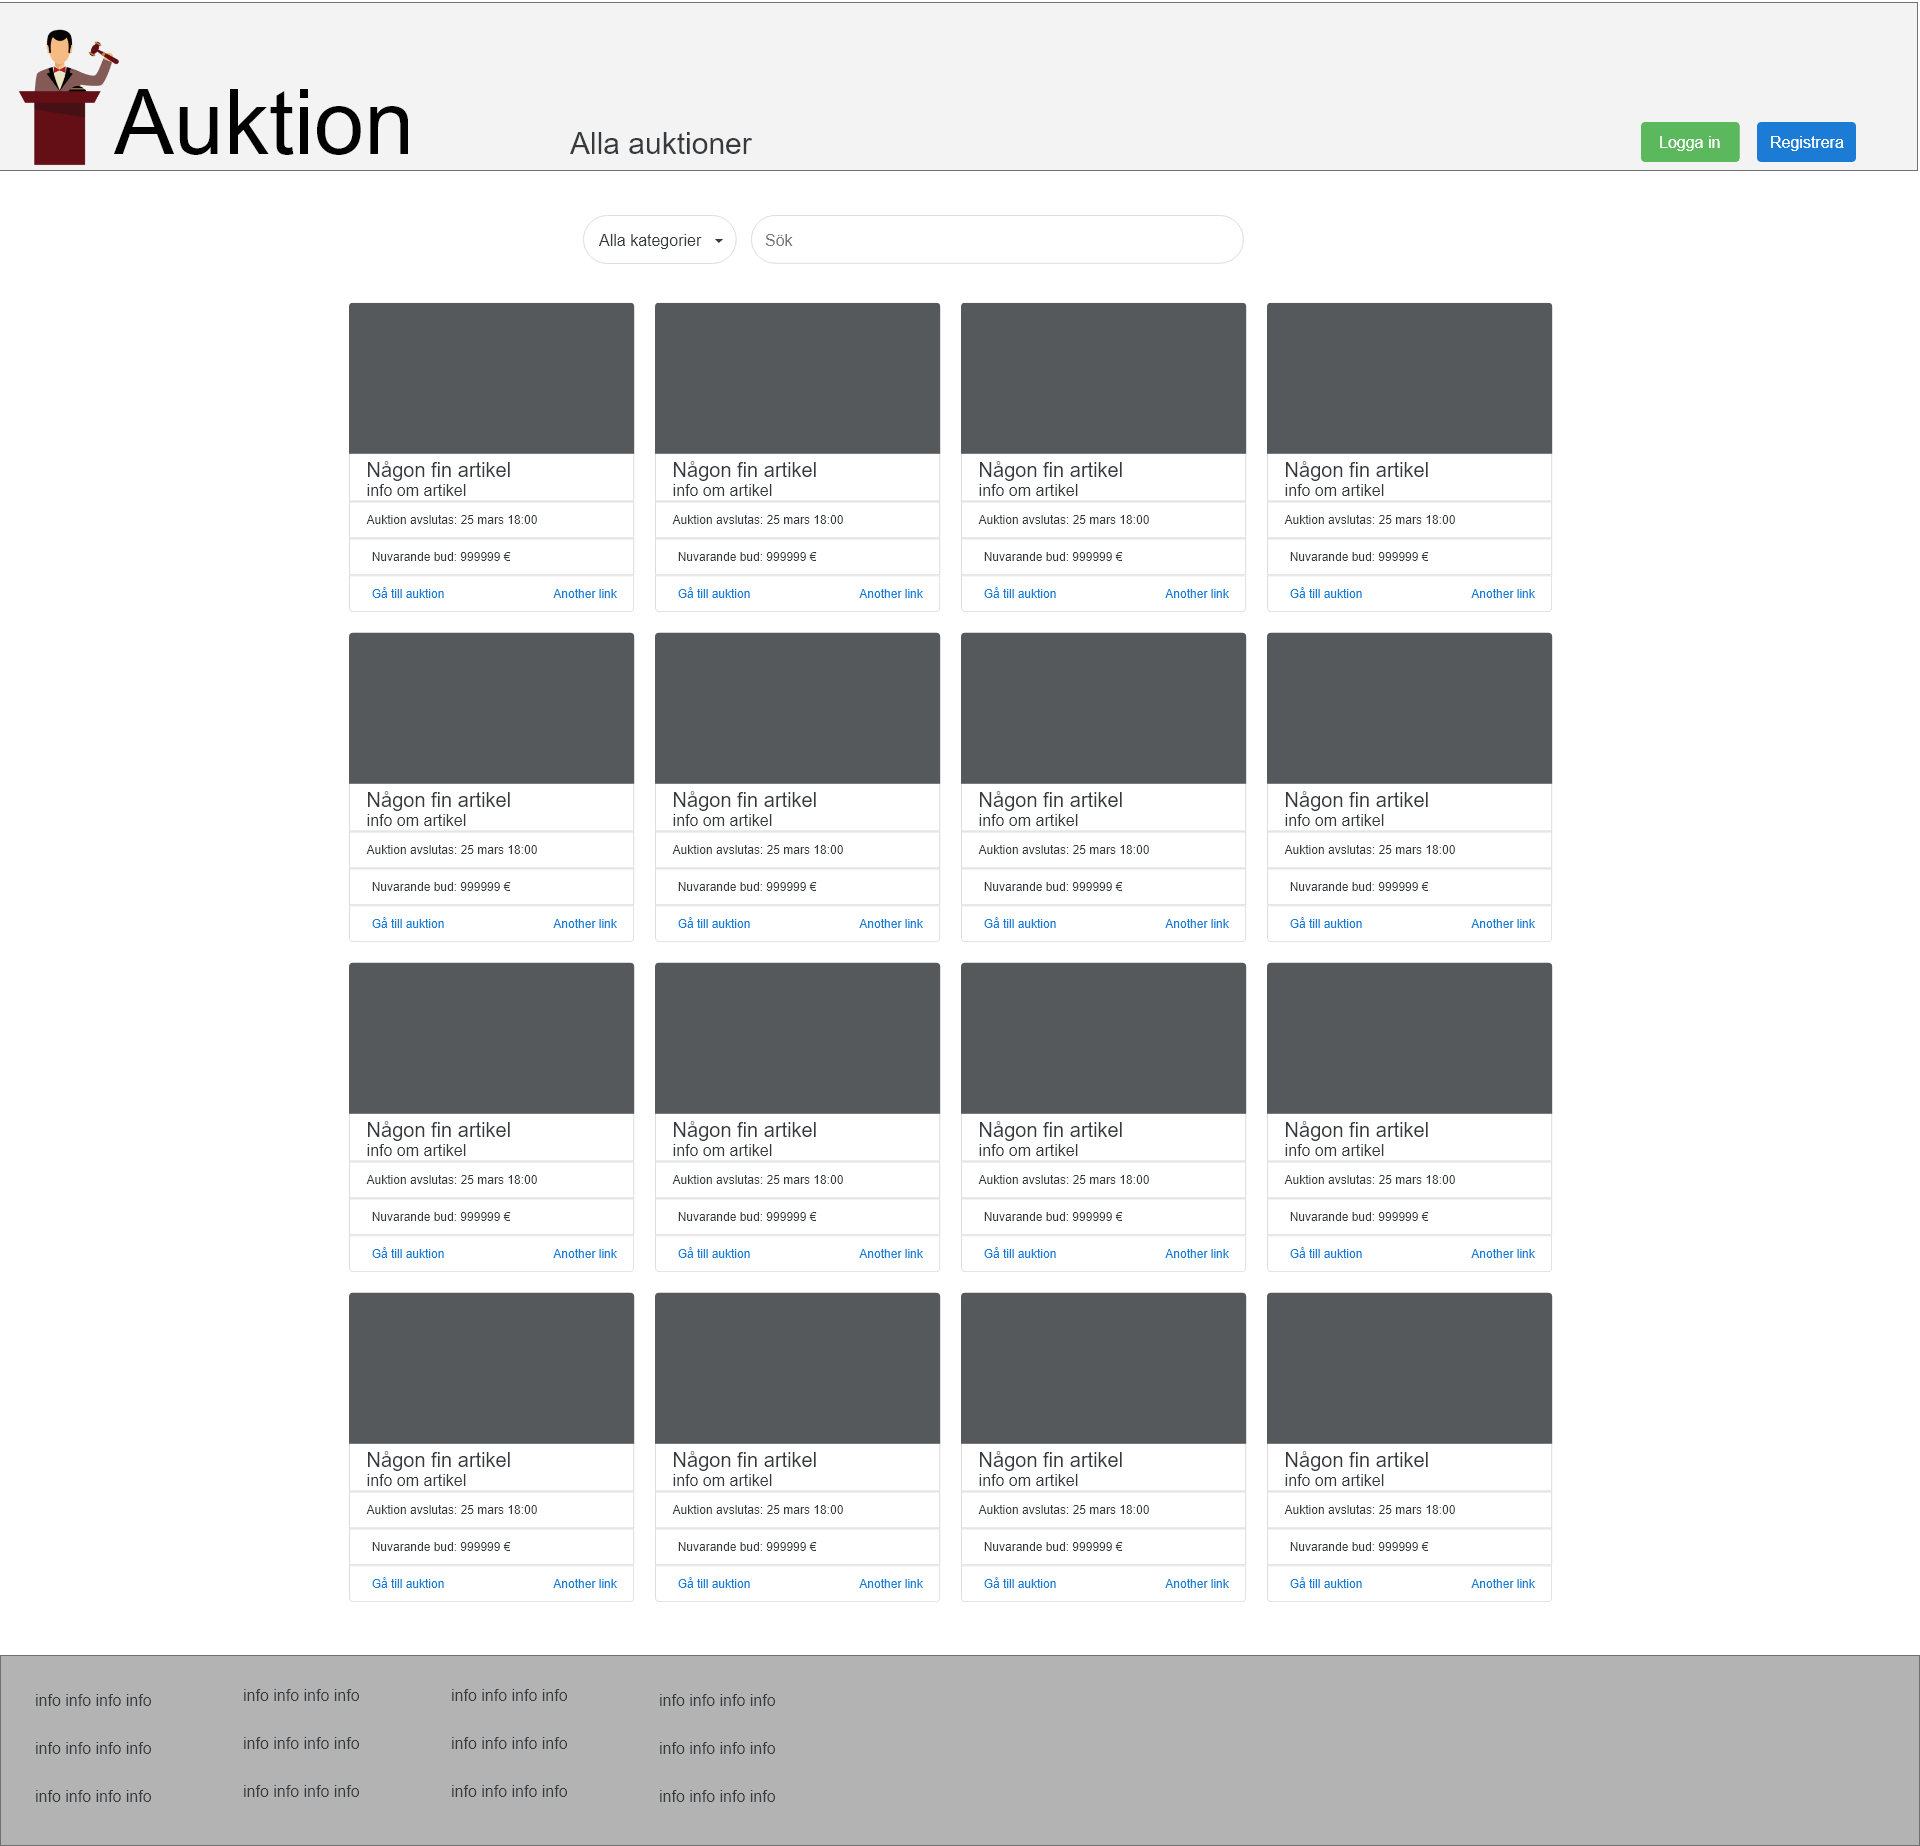 Auktion
Alla auktioner
Logga in
Registrera
Alla kategorier
Sök
Någon fin artikel
info om artikel
Auktion avslutas: 25 mars 18:00
Nuvarande bud: 999999 €
Gå till auktion Another link
Någon fin artikel
info om artikel
Auktion avslutas: 25 mars 18:00
Nuvarande bud: 999999 €
Gå till auktion Another link
Någon fin artikel
info om artikel
Auktion avslutas: 25 mars 18:00
Nuvarande bud: 999999 €
Gå till auktion Another link
Någon fin artikel
info om artikel
Auktion avslutas: 25 mars 18:00
Nuvarande bud: 999999 €
Gå till auktion Another link
Någon fin artikel
info om artikel
Auktion avslutas: 25 mars 18:00
Nuvarande bud: 999999 €
Gå till auktion Another link
Någon fin artikel
info om artikel
Auktion avslutas: 25 mars 18:00
Nuvarande bud: 999999 €
Gå till auktion Another link
Någon fin artikel
info om artikel
Auktion avslutas: 25 mars 18:00
Nuvarande bud: 999999 €
Gå till auktion Another link
Någon fin artikel
info om artikel
Auktion avslutas: 25 mars 18:00
Nuvarande bud: 999999 €
Gå till auktion Another link
Någon fin artikel
info om artikel
Auktion avslutas: 25 mars 18:00
Nuvarande bud: 999999 €
Gå till auktion Another link
Någon fin artikel
info om artikel
Auktion avslutas: 25 mars 18:00
Nuvarande bud: 999999 €
Gå till auktion Another link
Någon fin artikel
info om artikel
Auktion avslutas: 25 mars 18:00
Nuvarande bud: 999999 €
Gå till auktion Another link
Någon fin artikel
info om artikel
Auktion avslutas: 25 mars 18:00
Nuvarande bud: 999999 €
Gå till auktion Another link
Någon fin artikel
info om artikel
Auktion avslutas: 25 mars 18:00
Nuvarande bud: 999999 €
Gå till auktion Another link
Någon fin artikel
info om artikel
Auktion avslutas: 25 mars 18:00
Nuvarande bud: 999999 €
Gå till auktion Another link
Någon fin artikel
info om artikel
Auktion avslutas: 25 mars 18:00
Nuvarande bud: 999999 €
Gå till auktion Another link
Någon fin artikel
info om artikel
Auktion avslutas: 25 mars 18:00
Nuvarande bud: 999999 €
Gå till auktion Another link
info info info info
info info info info
info info info info
info info info info
info info info info
info info info info
info info info info
info info info info
info info info info
info info info info
info info info info
info info info info